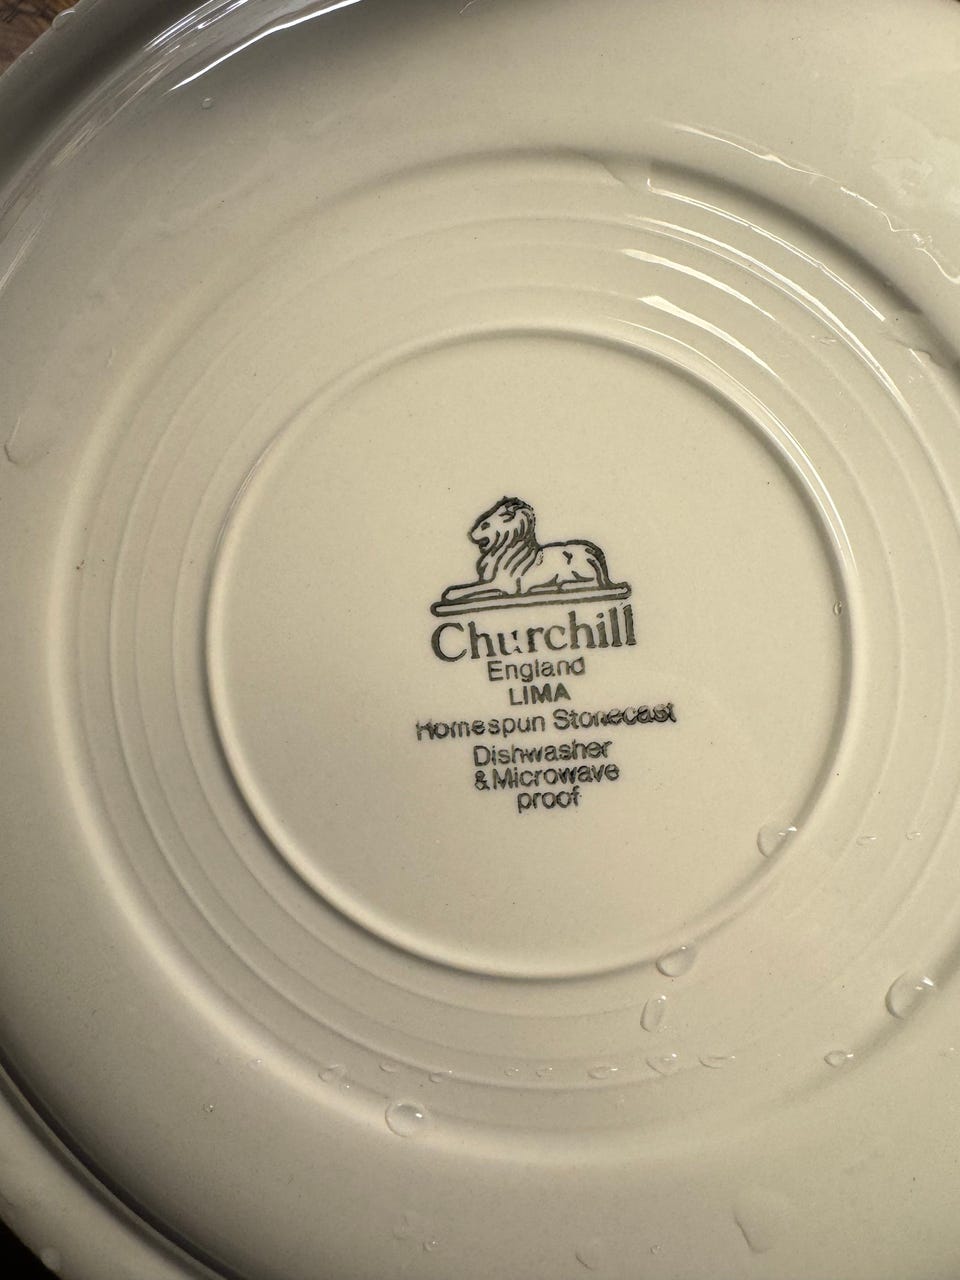 Churchill
England
LIMA
Homespun Stonecast
Dishwasher
& Microwave
proof